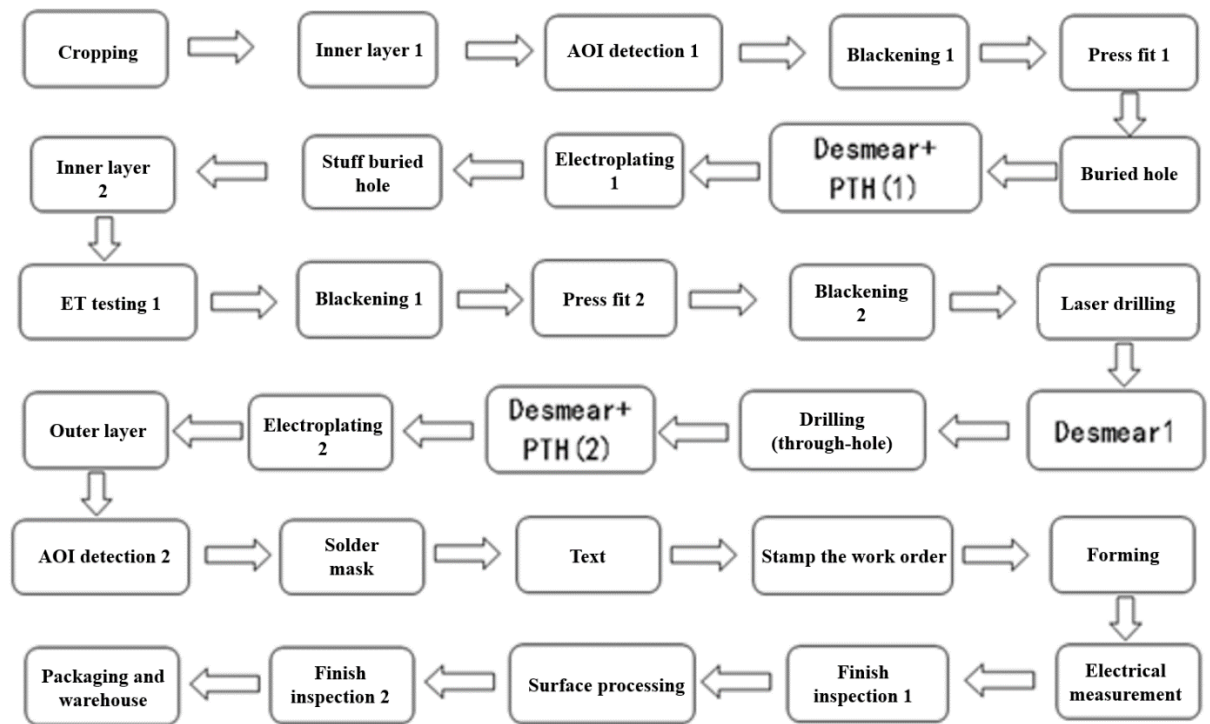 Cropping
Inner layer 1
AOI detection 1
Blackening 1
Press fit 1
Inner layer
2
Stuff buried
hole
Electroplating
1
Desmear+
PTH(1)
Buried hole
ET testing 1
Blackening 1
Press fit 2
Blackening
2
Laser drilling
Outer layer
Electroplating
2
Desmear+
PTH(2)
Drilling
(through-hole)
Desmear1
AOI detection 2
Solder
mask
Text
Stamp the work order
Forming
Packaging and
warehouse
Finish
inspection 2
Surface processing
Finish
inspection 1
Electrical
measurement